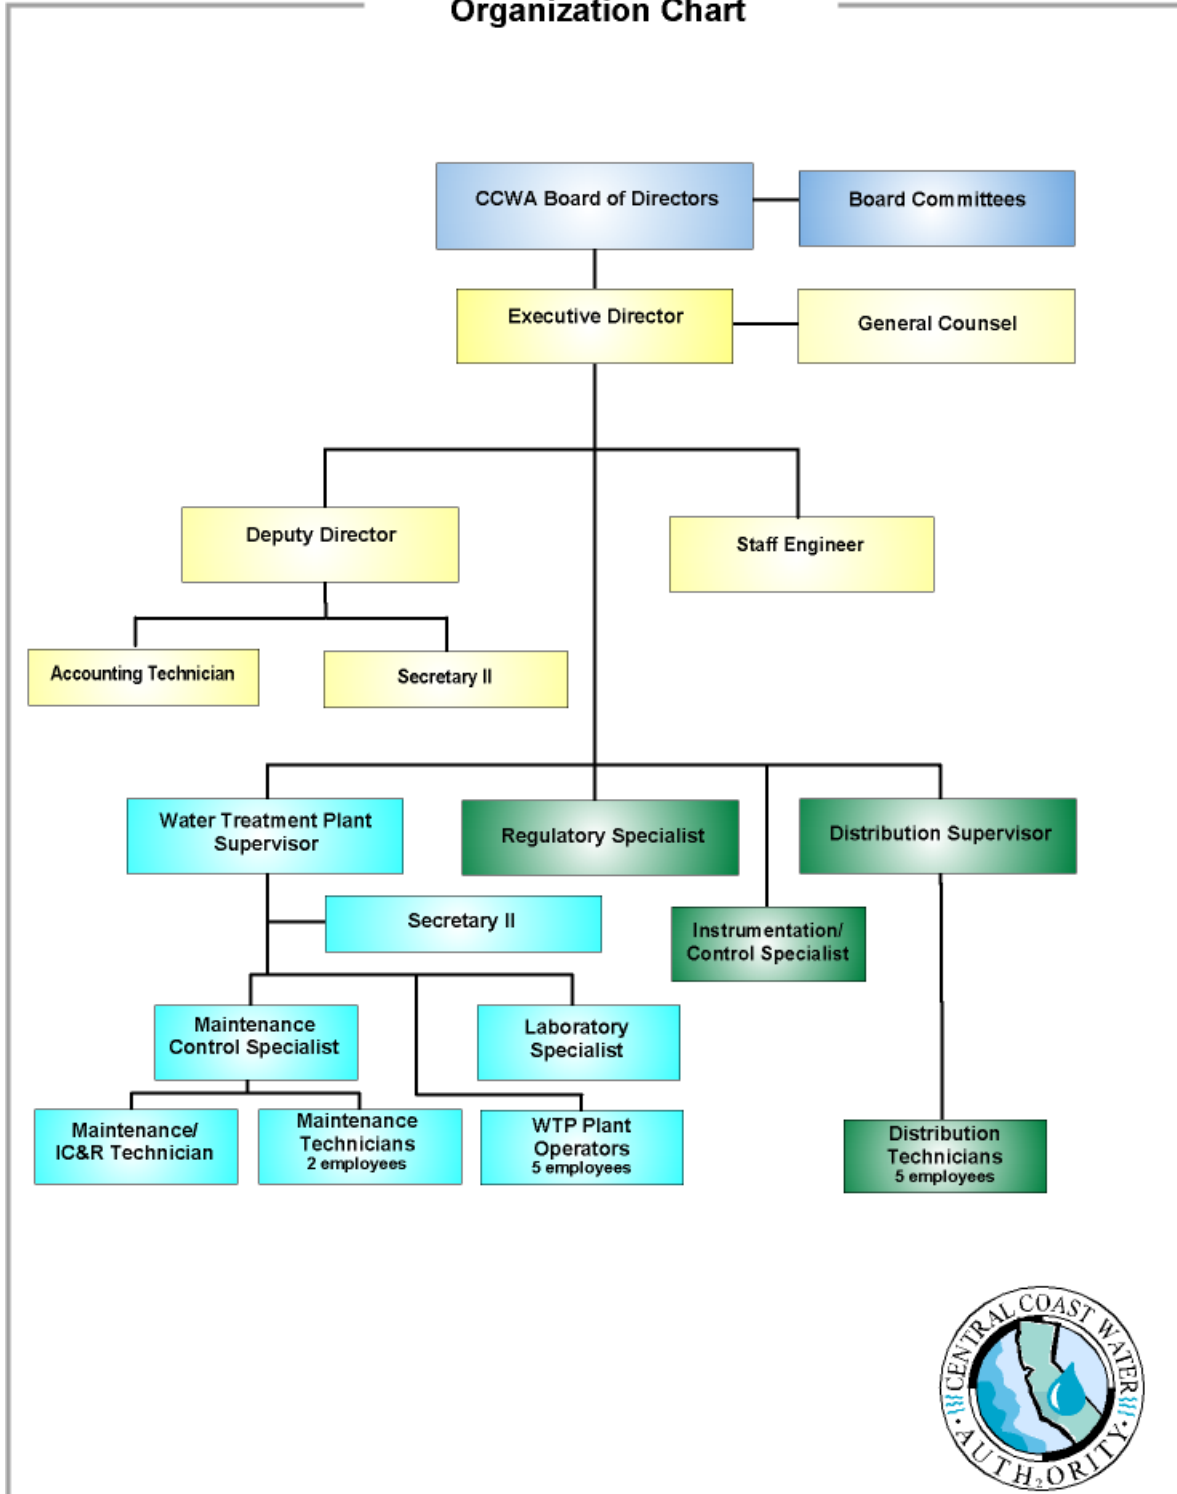 Organization Chart
CCWA Board of Directors
Board Committees
Executive Director
General Counsel
Deputy Director
Staff Engineer
Accounting Technician
Secretary II
Water Treatment Plant
Supervisor
Regulatory Specialist
Distribution Supervisor
Secretary II
Instrumentation/
Control Specialist
Maintenance
Control Specialist
Laboratory
Specialist
Maintenance/
IC&R Technician
Maintenance
Technicians
2 employees
WTP Plant
Operators
5 employees
Distribution
Technicians
5 employees
CENTRAL COAST WATER
AUTH₂ORITY